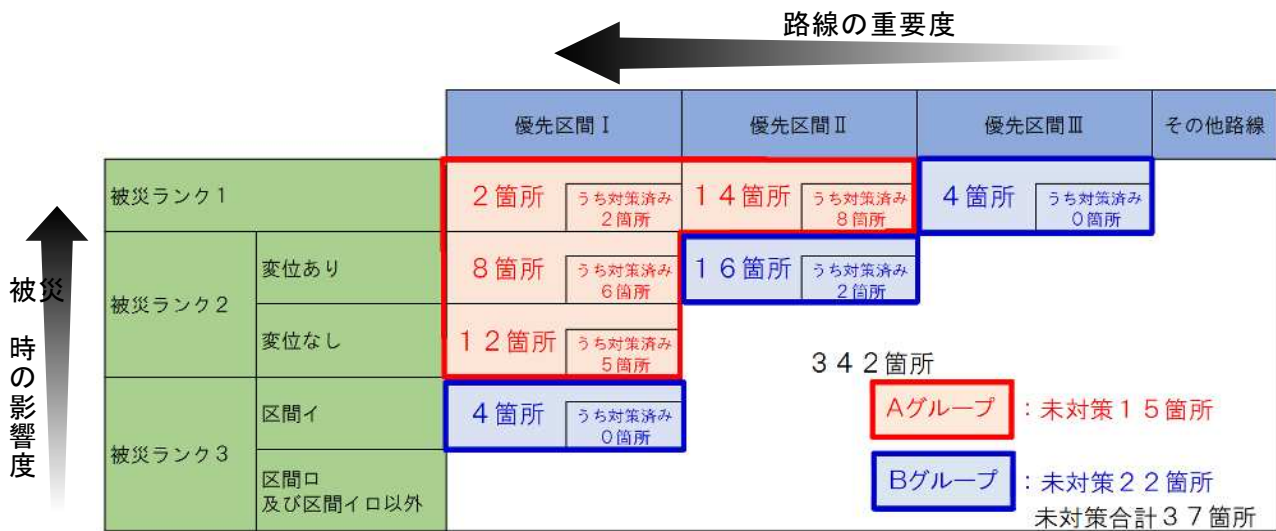 路線の重要度
優先区間Ⅰ
優先区間Ⅱ
優先区間Ⅲ
その他路線
被災
時の影響度
被災ランク1
2箇所
うち対策済み
2箇所
14箇所
うち対策済み
8箇所
4箇所
うち対策済み
0箇所
被災ランク2
変位あり
8箇所
うち対策済み
6箇所
16箇所
うち対策済み
2箇所
変位なし
12箇所
うち対策済み
5箇所
被災ランク3
区間イ
4箇所
うち対策済み
0箇所
区間ロ
及び区間イロ以外
342箇所
Aグループ
:未対策15箇所
Bグループ
:未対策22箇所
未対策合計37箇所